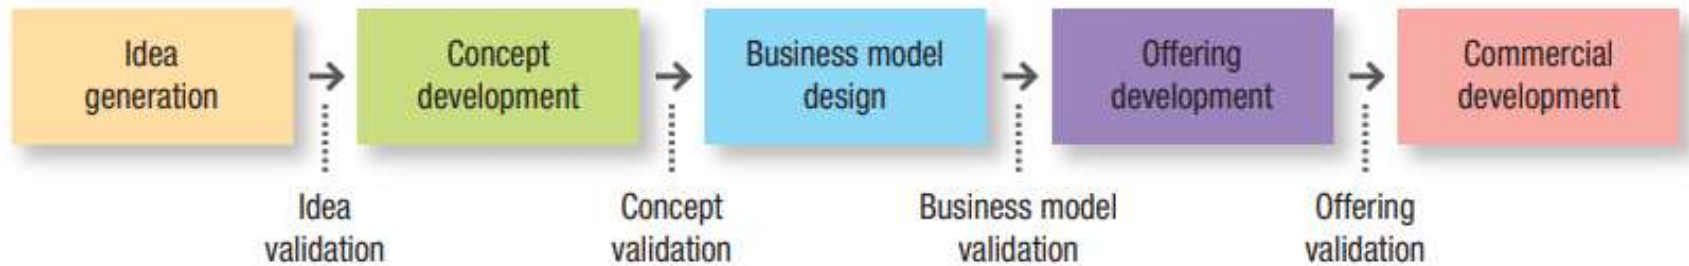 Idea
generation
Concept
development
Business model
design
Offering
development
Commercial
development
Idea
validation
Concept
validation
Business model
validation
Offering
validation